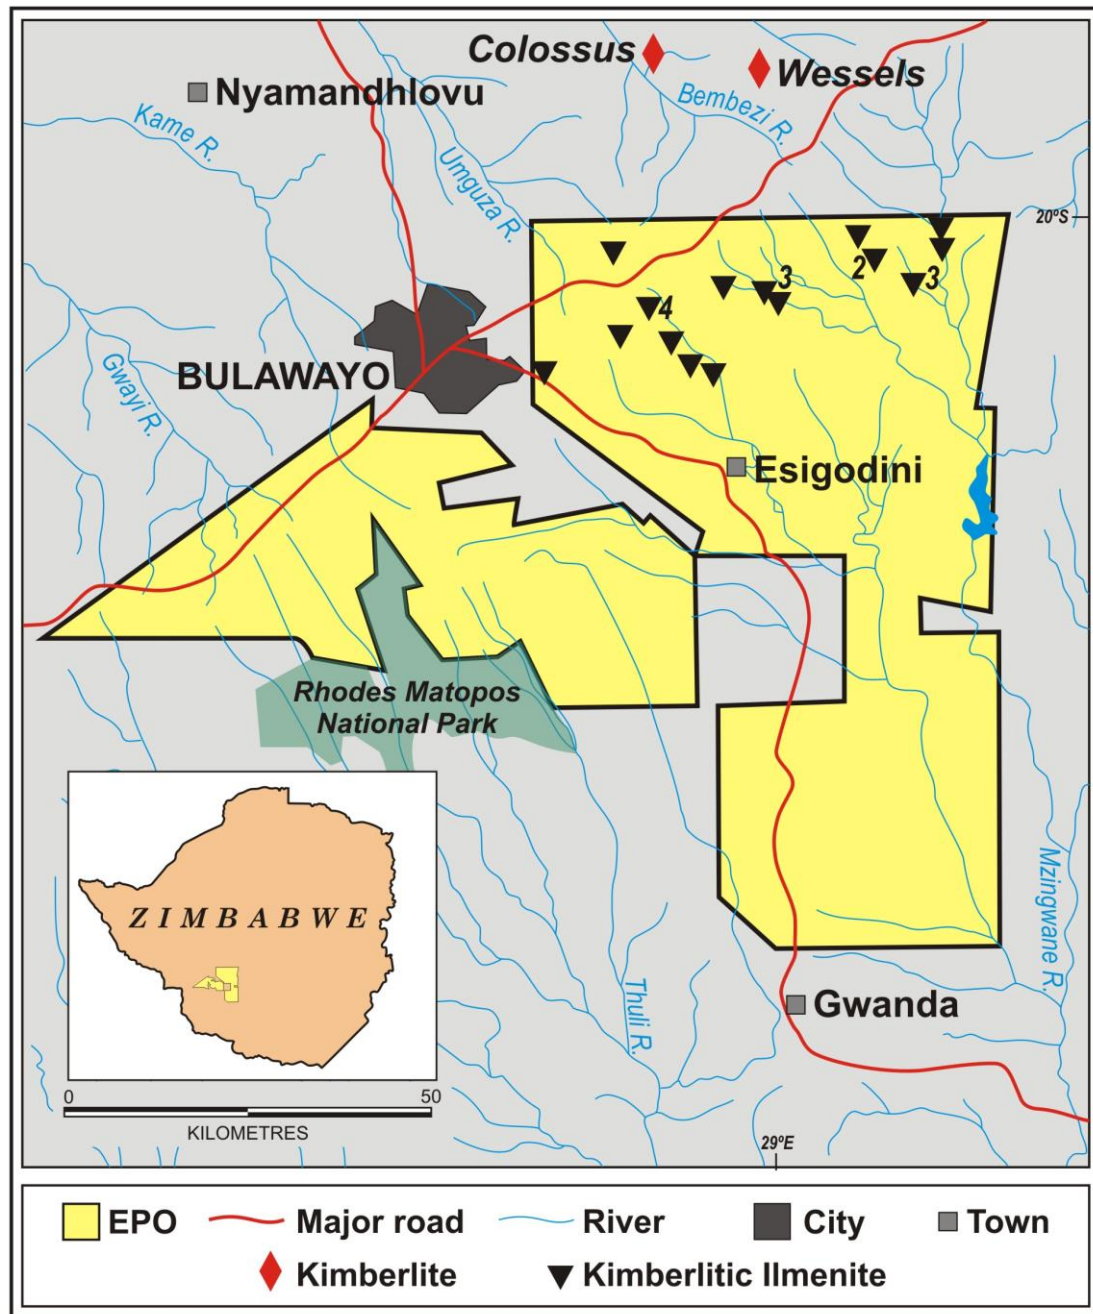 Colossus
Wessels
Nyamandhlovu
Kame R.
Umguza R.
Bembezi R.
20°S
3
2
3
4
Gwayi R.
BULAWAYO
Esigodini
Rhodes Matopos
National Park
ZIMBABWE
Mzingwane R.
Thuli R.
Gwanda
0 50
KILOMETRES
29°E
EPO Major road River City Town
Kimberlite Kimberlitic Ilmenite